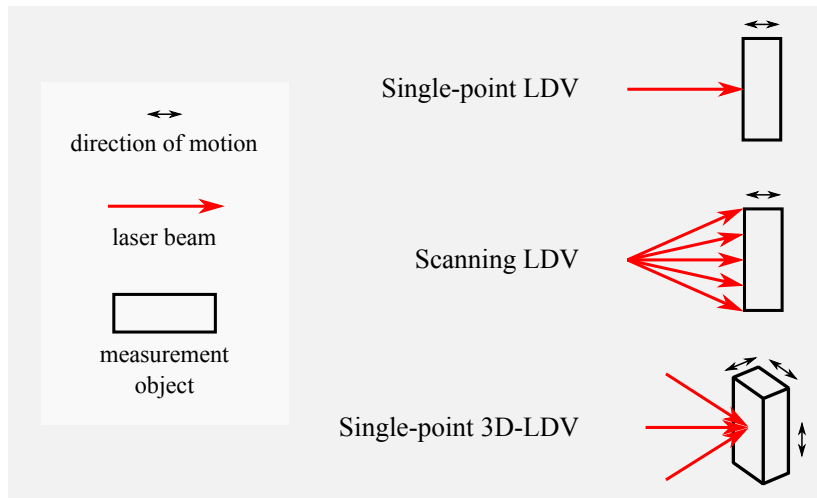 direction of motion
laser beam
measurement
object
Single-point LDV
Scanning LDV
Single-point 3D-LDV